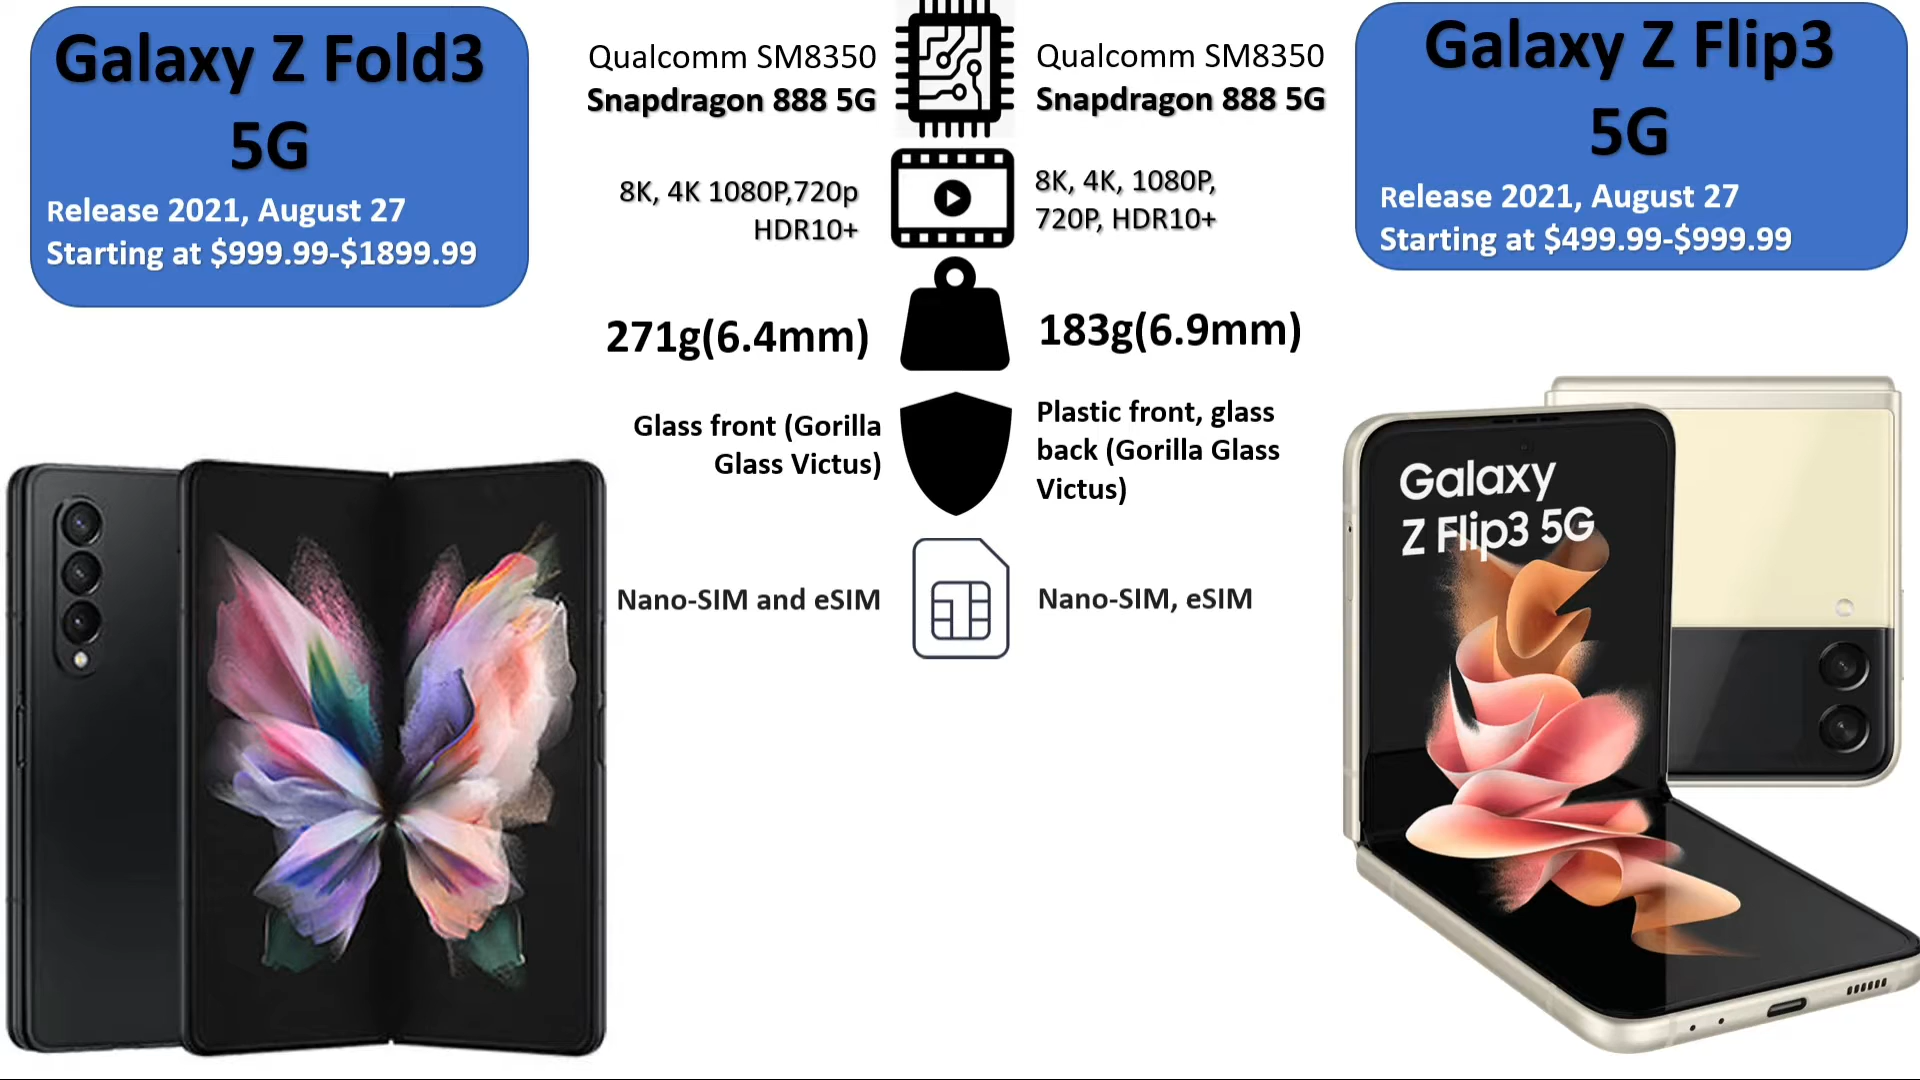 Galaxy Z Fold3
5G
Release 2021, August 27
Starting at $999.99-$1899.99
Qualcomm SM8350
Snapdragon 888 5G
8K, 4K 1080P,720p
HDR10+
271g(6.4mm)
Glass front (Gorilla
Glass Victus)
Nano-SIM and eSIM
Qualcomm SM8350
Snapdragon 888 5G
8K, 4K, 1080P,
720P, HDR10+
183g(6.9mm)
Plastic front, glass
back (Gorilla Glass
Victus)
Nano-SIM, eSIM
Galaxy Z Flip3
5G
Release 2021, August 27
Starting at $499.99-$999.99
Galaxy
Z Flip3 5G